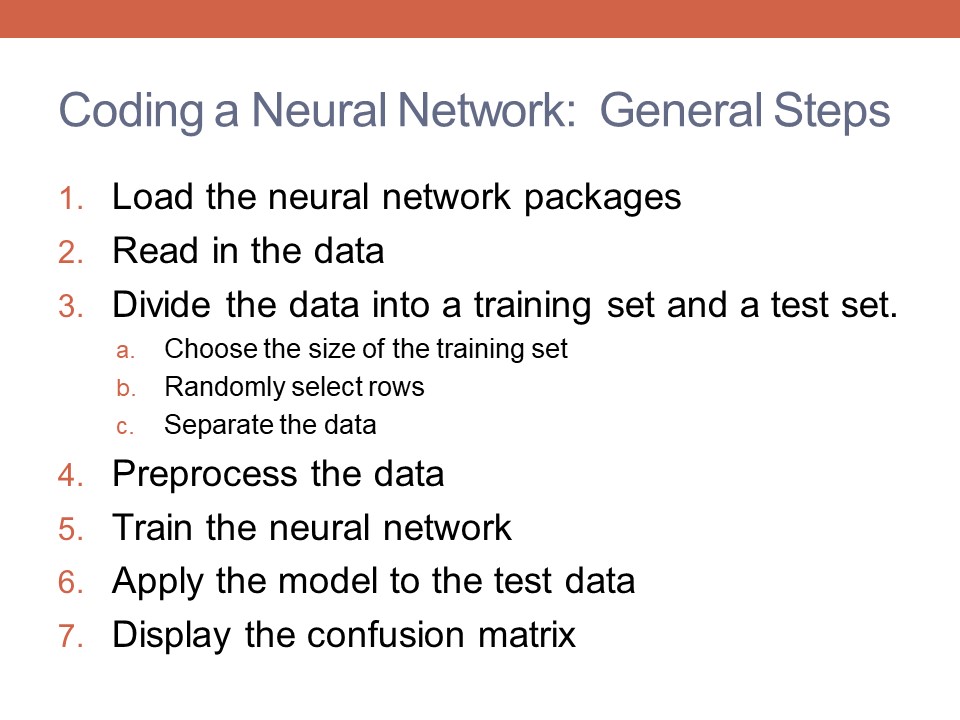 Coding a Neural Network:  General Steps
1. Load the neural network packages
2. Read in the data
3. Divide the data into a training set and a test set.
a. Choose the size of the training set
b. Randomly select rows
c. Separate the data
4. Preprocess the data
5. Train the neural network
6. Apply the model to the test data
7. Display the confusion matrix